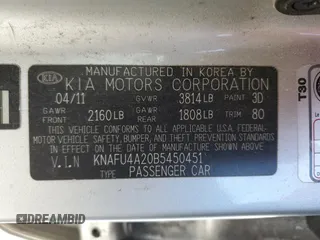 MANUFACTURED IN KOREA BY
KIA KIA MOTORS CORPORATION
04/11 GVWR 3814LB PAINT 3D
GAWR FRONT 2160LB GAWR REAR 1808LB TRIM 80
THIS VEHICLE CONFORMS TO ALL APPLICABLE U.S.A. FEDERAL
MOTOR VEHICLE SAFETY, BUMPER, AND THEFT PREVENTION
STANDARDS IN EFFECT ON THE DATE OF MANUFACTURE SHOWN ABOVE.
V.I.N KNAFU4A20B5450451
TYPE PASSENGER CAR
T30
DREAMBID